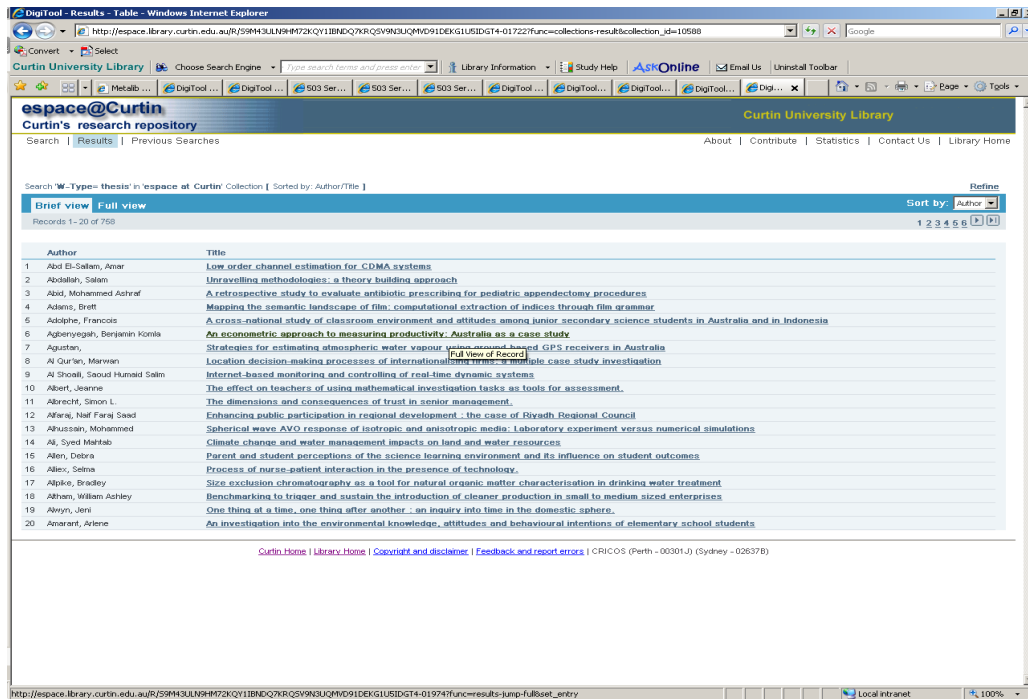 DigiTool - Results - Table - Windows Internet Explorer
http://espace.library.curtin.edu.au/R/S9M43ULN9HM72KQY1IBNDQ7KRQSV9N3UQMVD91DEKG1U5IDGT4-01722?func=collections-result&collection_id=10588
Google
Convert Select
Curtin University Library Choose Search Engine Type search terms and press enter Library Information Study Help AskOnline Email Us Uninstall Toolbar
Metalib ... DigiTool ... DigiTool ... 503 Ser... 503 Ser... 503 Ser... DigiTool ... DigiTool... DigiTool... DigiTool... Digi... Page Tools
espace@Curtin
Curtin's research repository
Curtin University Library
Search | Results | Previous Searches About | Contribute | Statistics | Contact Us | Library Home
Search 'W-Type= thesis' in 'espace at Curtin' Collection [ Sorted by: Author/Title ] Refine
Brief view Full view Sort by: Author
Records 1 - 20 of 758 1 2 3 4 5 6
Author Title
1 Abd El-Sallam, Amar Low order channel estimation for CDMA systems
2 Abdallah, Salam Unravelling methodologies: a theory building approach
3 Abid, Mohammed Ashraf A retrospective study to evaluate antibiotic prescribing for pediatric appendectomy procedures
4 Adams, Brett Mapping the semantic landscape of film: computational extraction of indices through film grammar
5 Adolphe, Francois A cross-national study of classroom environment and attitudes among junior secondary science students in Australia and in Indonesia
6 Agbenyegah, Benjamin Komla An econometric approach to measuring productivity: Australia as a case study
7 Agustan, Strategies for estimating atmospheric water vapour using ground-based GPS receivers in Australia
Full View of Record
8 Al Qur'an, Marwan Location decision-making processes of internationalising firms: a multiple case study investigation
9 Al Shoaili, Saoud Humaid Salim Internet-based monitoring and controlling of real-time dynamic systems
10 Albert, Jeanne The effect on teachers of using mathematical investigation tasks as tools for assessment.
11 Albrecht, Simon L. The dimensions and consequences of trust in senior management.
12 Alfaraj, Naif Faraj Saad Enhancing public participation in regional development : the case of Riyadh Regional Council
13 Alhussain, Mohammed Spherical wave AVO response of isotropic and anisotropic media: Laboratory experiment versus numerical simulations
14 Ali, Syed Mahtab Climate change and water management impacts on land and water resources
15 Allen, Debra Parent and student perceptions of the science learning environment and its influence on student outcomes
16 Alliex, Selma Process of nurse-patient interaction in the presence of technology.
17 Allpike, Bradley Size exclusion chromatography as a tool for natural organic matter characterisation in drinking water treatment
18 Altham, William Ashley Benchmarking to trigger and sustain the introduction of cleaner production in small to medium sized enterprises
19 Alwyn, Jeni One thing at a time, one thing after another : an inquiry into time in the domestic sphere.
20 Amarant, Arlene An investigation into the environmental knowledge, attitudes and behavioural intentions of elementary school students
Curtin Home | Library Home | Copyright and disclaimer | Feedback and report errors | CRICOS (Perth - 00301J) (Sydney - 02637B)
http://espace.library.curtin.edu.au/R/S9M43ULN9HM72KQY1IBNDQ7KRQSV9N3UQMVD91DEKG1U5IDGT4-01974?func=results-jump-full&set_entry Local intranet 100%